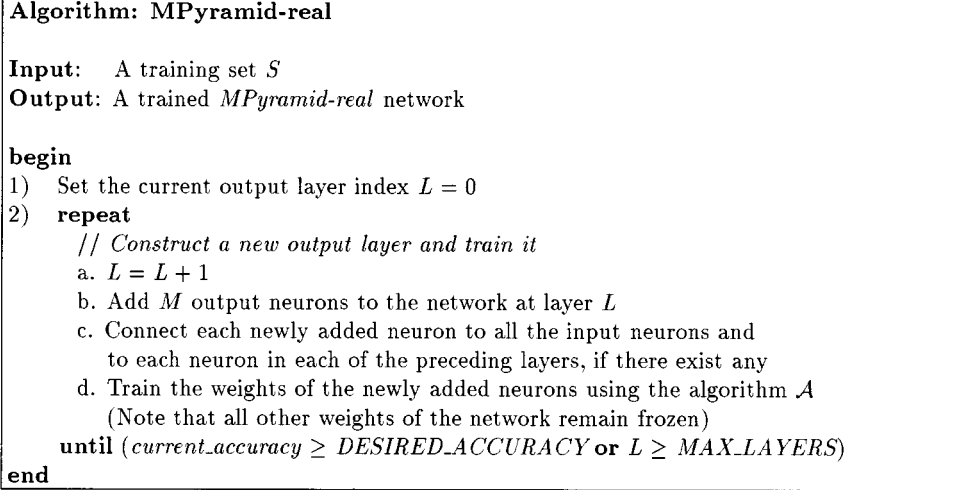 Algorithm: MPyramid-real
Input: A training set S
Output: A trained MPyramid-real network
begin
1) Set the current output layer index L = 0
2) repeat
// Construct a new output layer and train it
a. L = L + 1
b. Add M output neurons to the network at layer L
c. Connect each newly added neuron to all the input neurons and
to each neuron in each of the preceding layers, if there exist any
d. Train the weights of the newly added neurons using the algorithm 𝒜
(Note that all other weights of the network remain frozen)
until (current_accuracy ≥ DESIRED_ACCURACY or L ≥ MAX_LAYERS)
end